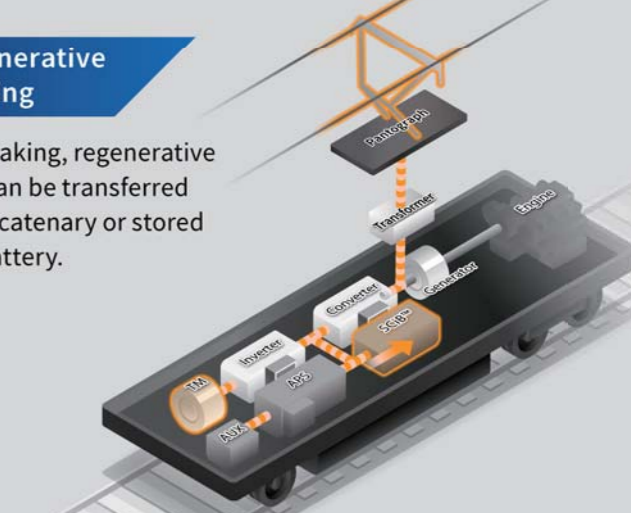 nerative
ng
aking, regenerative
an be transferred
catenary or stored
attery.
Pantograph
Transformer
Engine
Generator
Converter
SCiB™
Inverter
APS
TM
AUX